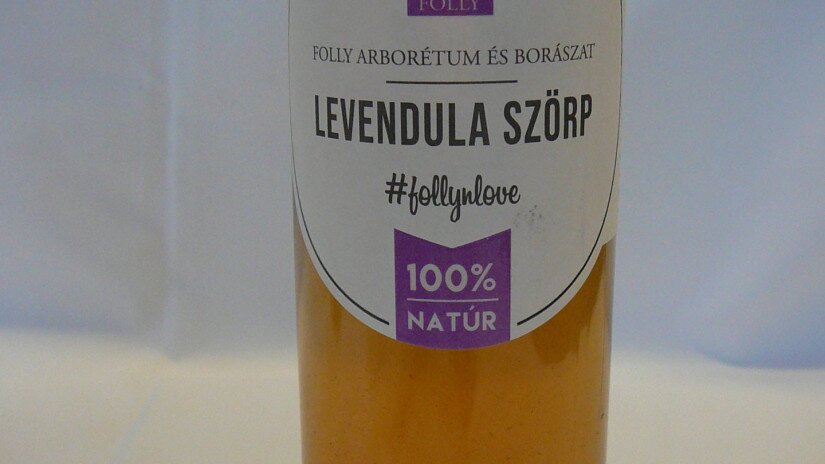 FOLLY
FOLLY ARBORÉTUM ÉS BORÁSZAT
LEVENDULA SZÖRP
#follynlove
100%
NATÚR